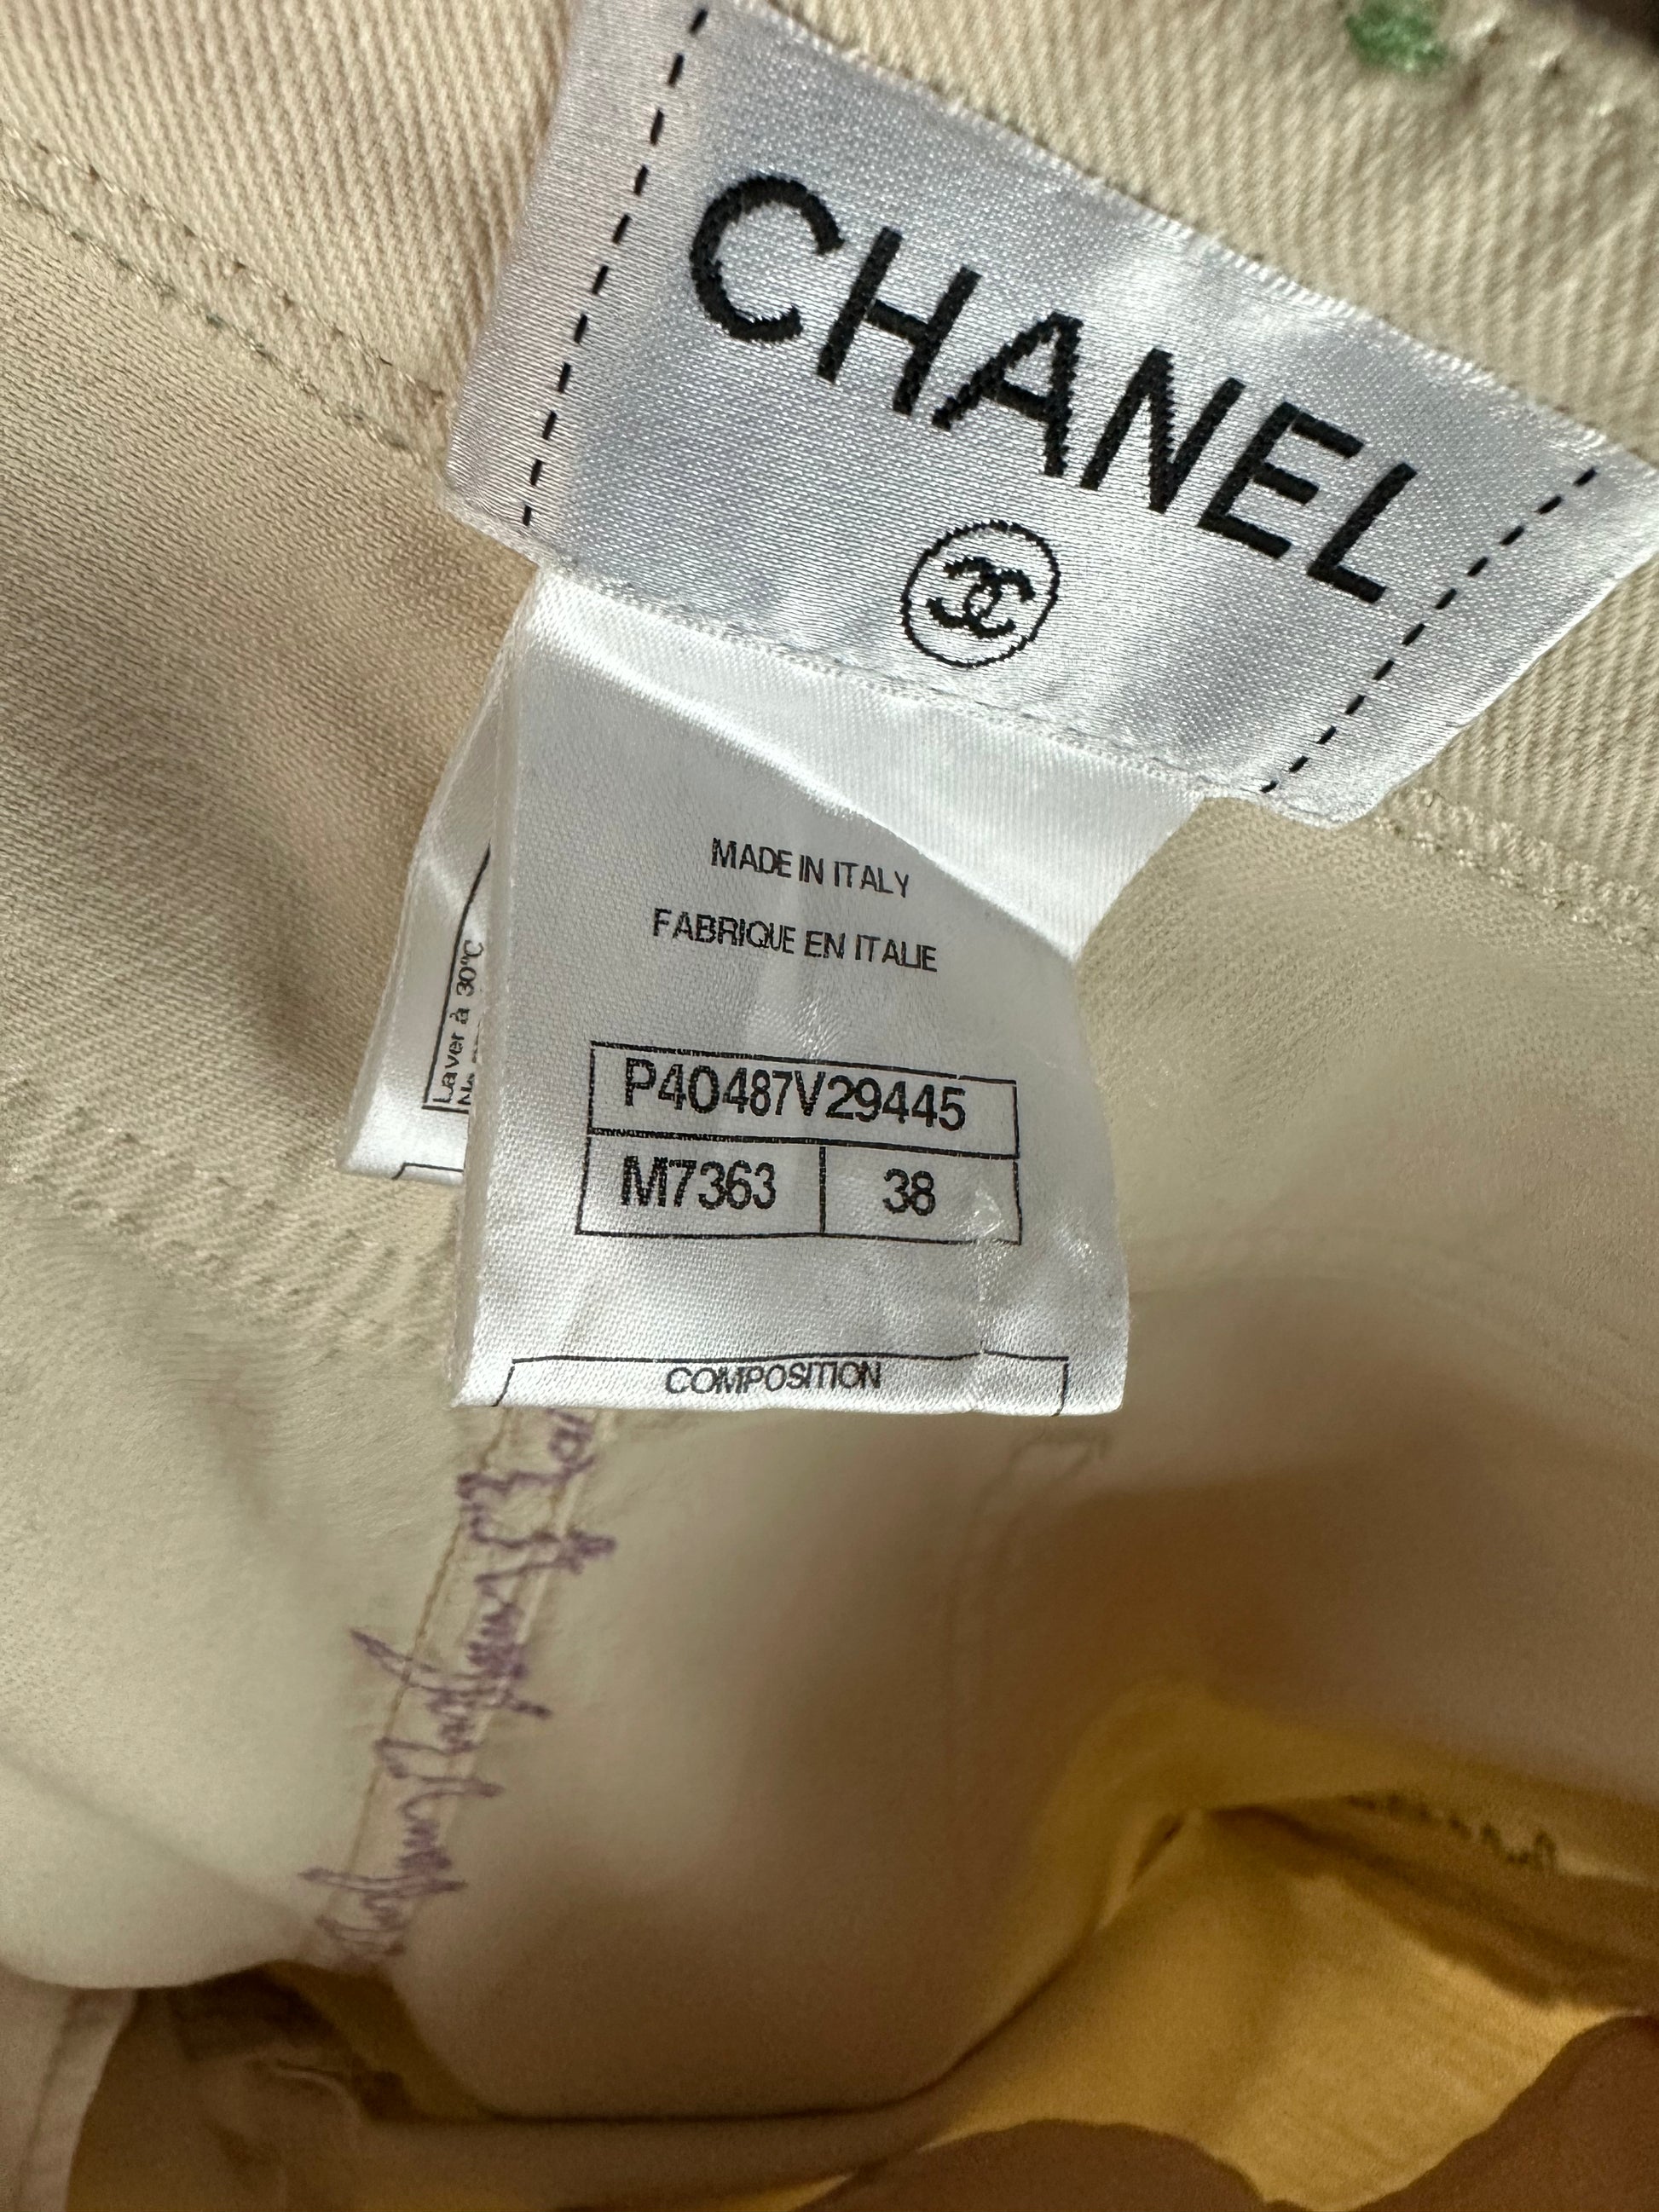 CHANEL
MADE IN ITALY
FABRIQUE EN ITALIE
P40487V29445
M7363 38
COMPOSITION
Laver à 30°C